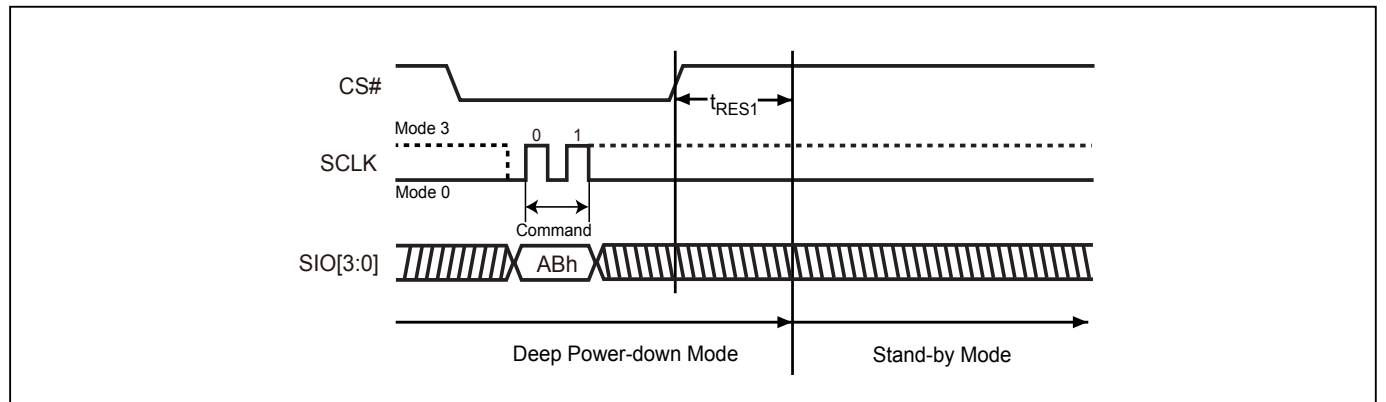 CS#
tRES1
Mode 3
0 1
SCLK
Mode 0
Command
SIO[3:0]
ABh
Deep Power-down Mode
Stand-by Mode